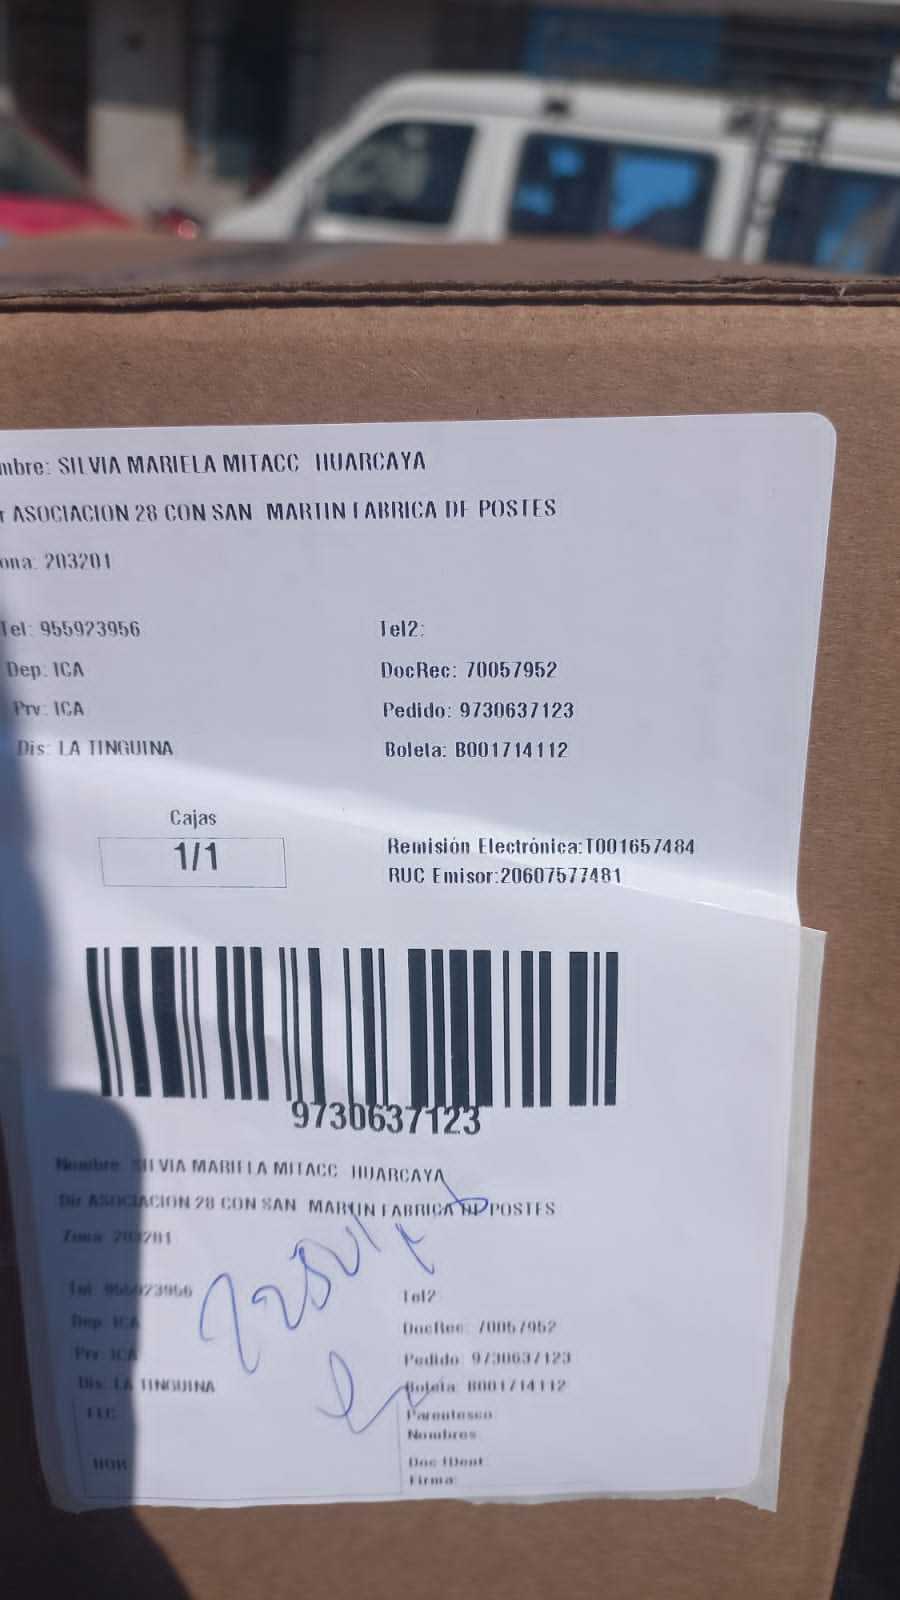 mbre: SILVIA MARIELA MITACC HUARCAYA
r ASOCIACION 28 CON SAN MARTIN FABRICA DE POSTES
ona: 203201
Tel: 955923956 Tel2:
Dep: ICA DocRec: 70057952
Prv: ICA Pedido: 9730637123
Dis: LA TINGUINA Boleta: B001714112
Cajas
1/1
Remisión Electrónica:T001657484
RUC Emisor:20607577481
9730637123
Nombre: SILVIA MARIELA MITACC HUARCAYA
Dir ASOCIACION 28 CON SAN MARTIN FABRICA DE POSTES
Zona: 203201
Tel: 955923956 Tel2
Dep: ICA DocRec: 70057952
Prv: ICA Pedido: 9730637123
Dis: LA TINGUINA Boleta: B001714112
Parentesco
Nombres
HOR Doc IDent
Firma: